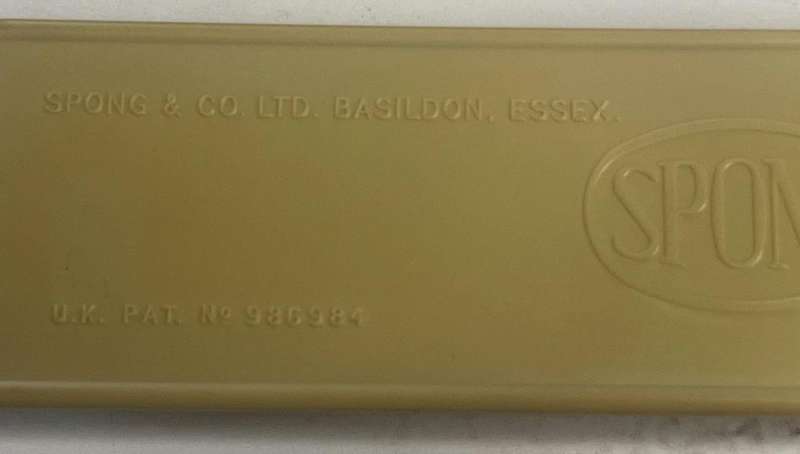 SPONG & CO. LTD. BASILDON, ESSEX.
SPON
U.K. PAT. Nº 986984